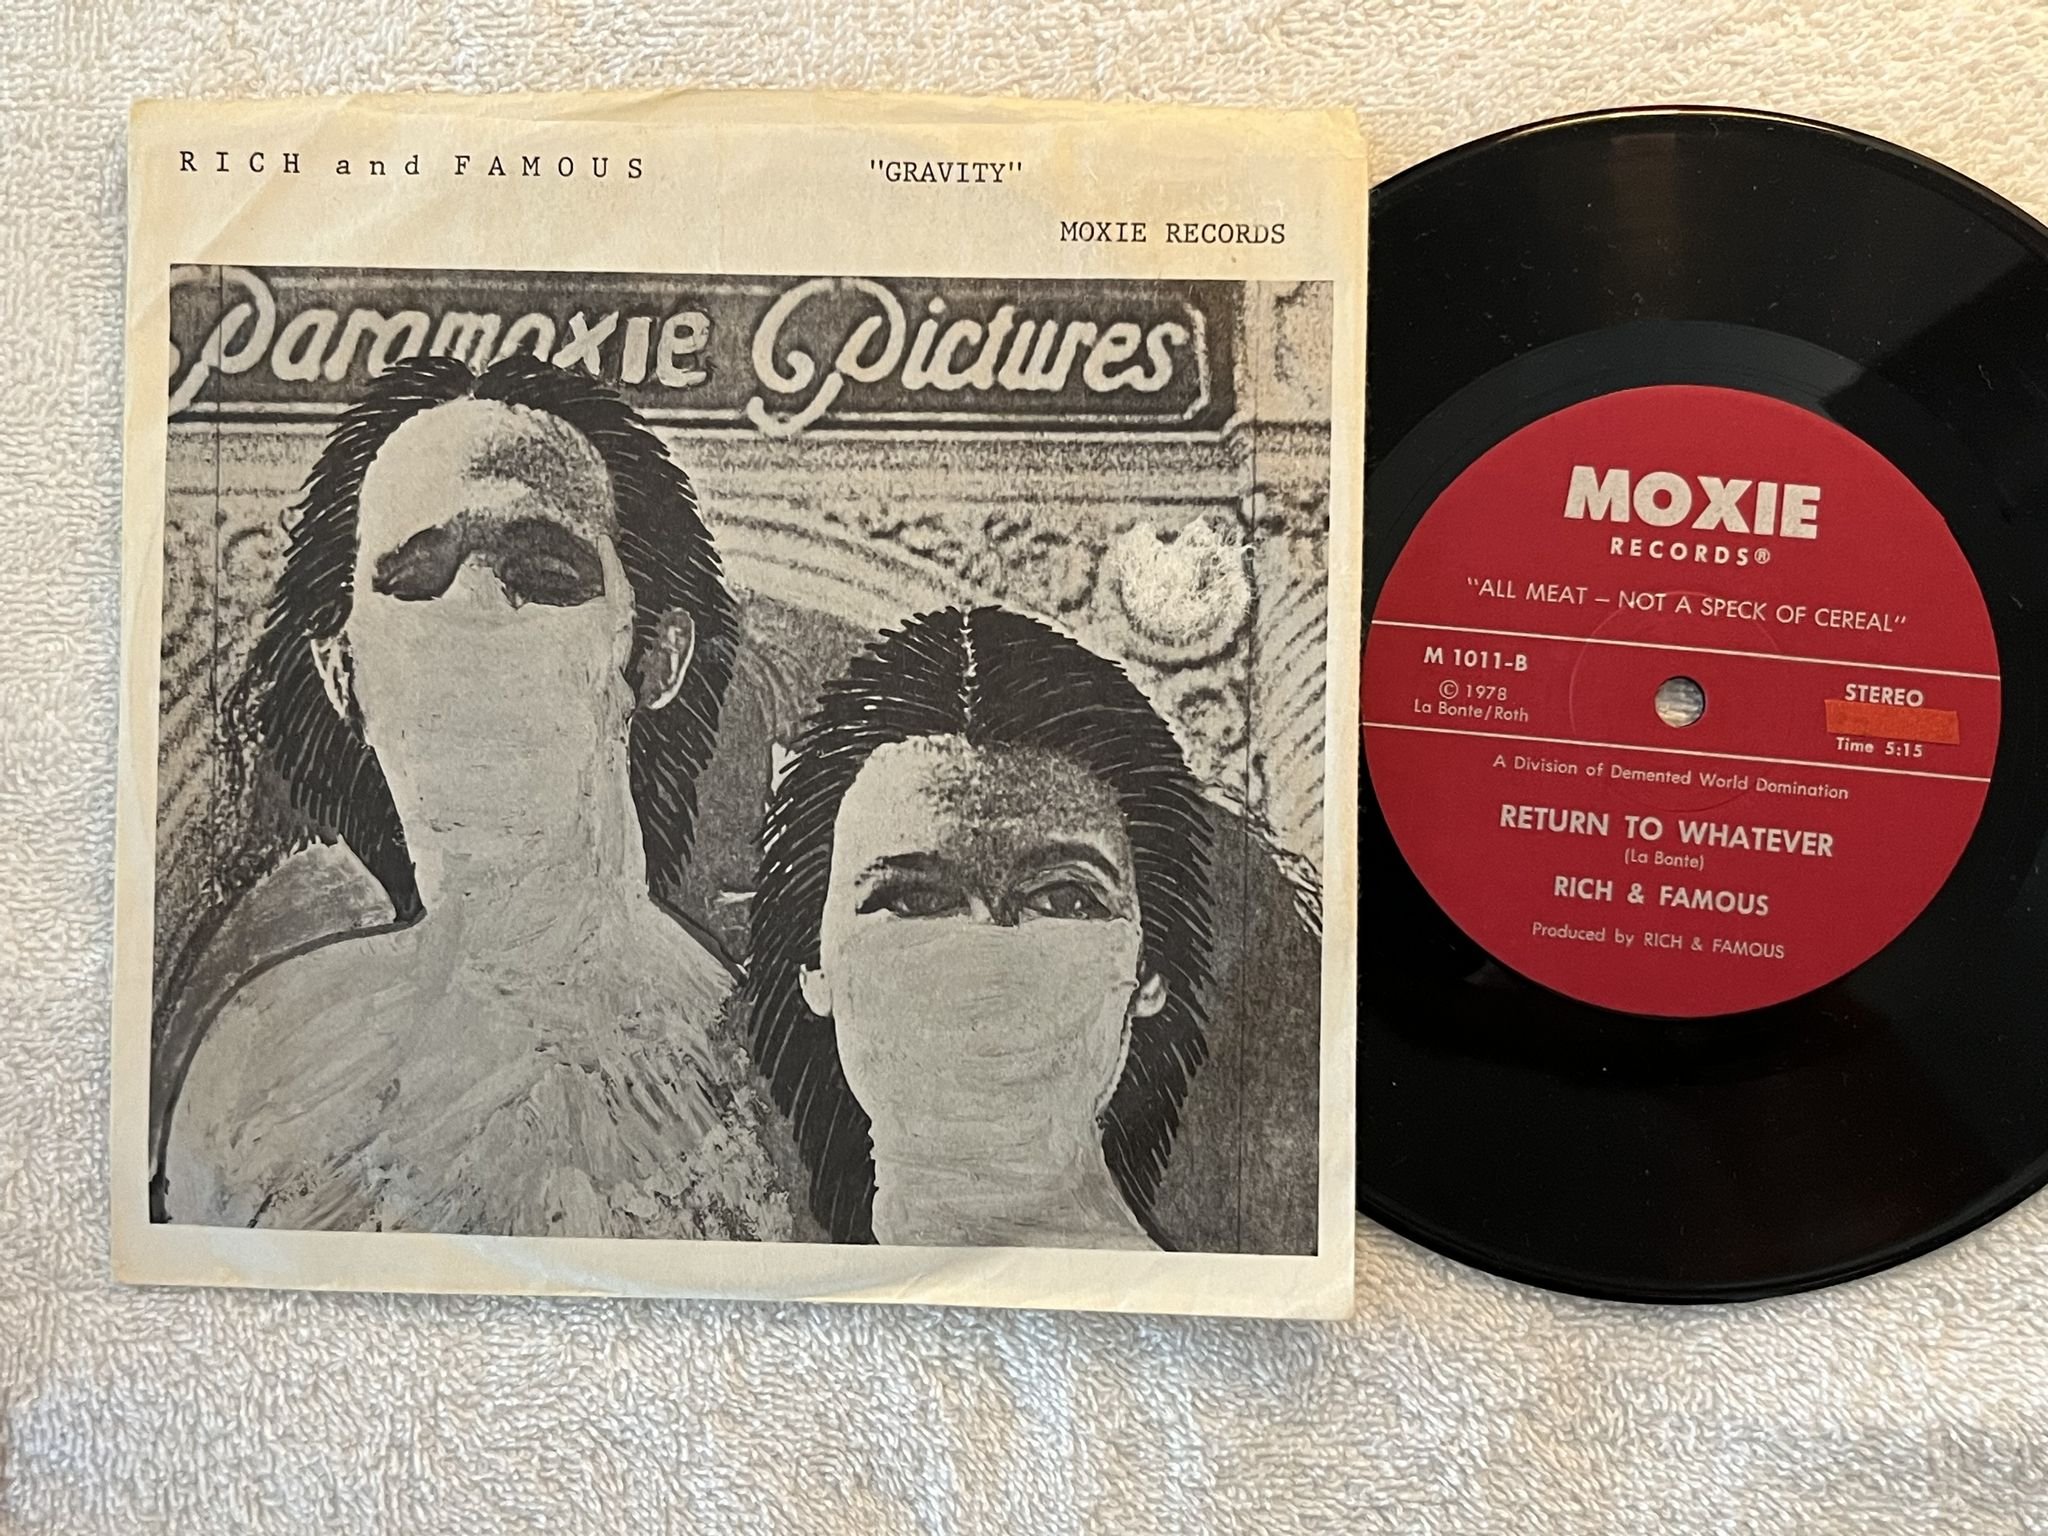 RICH and FAMOUS "GRAVITY"
MOXIE RECORDS
Paramoxie Pictures
MOXIE
RECORDS®
"ALL MEAT – NOT A SPECK OF CEREAL"
M 1011-B
© 1978
La Bonte/Roth
STEREO
Time 5:15
A Division of Demented World Domination
RETURN TO WHATEVER
(La Bonte)
RICH & FAMOUS
Produced by RICH & FAMOUS